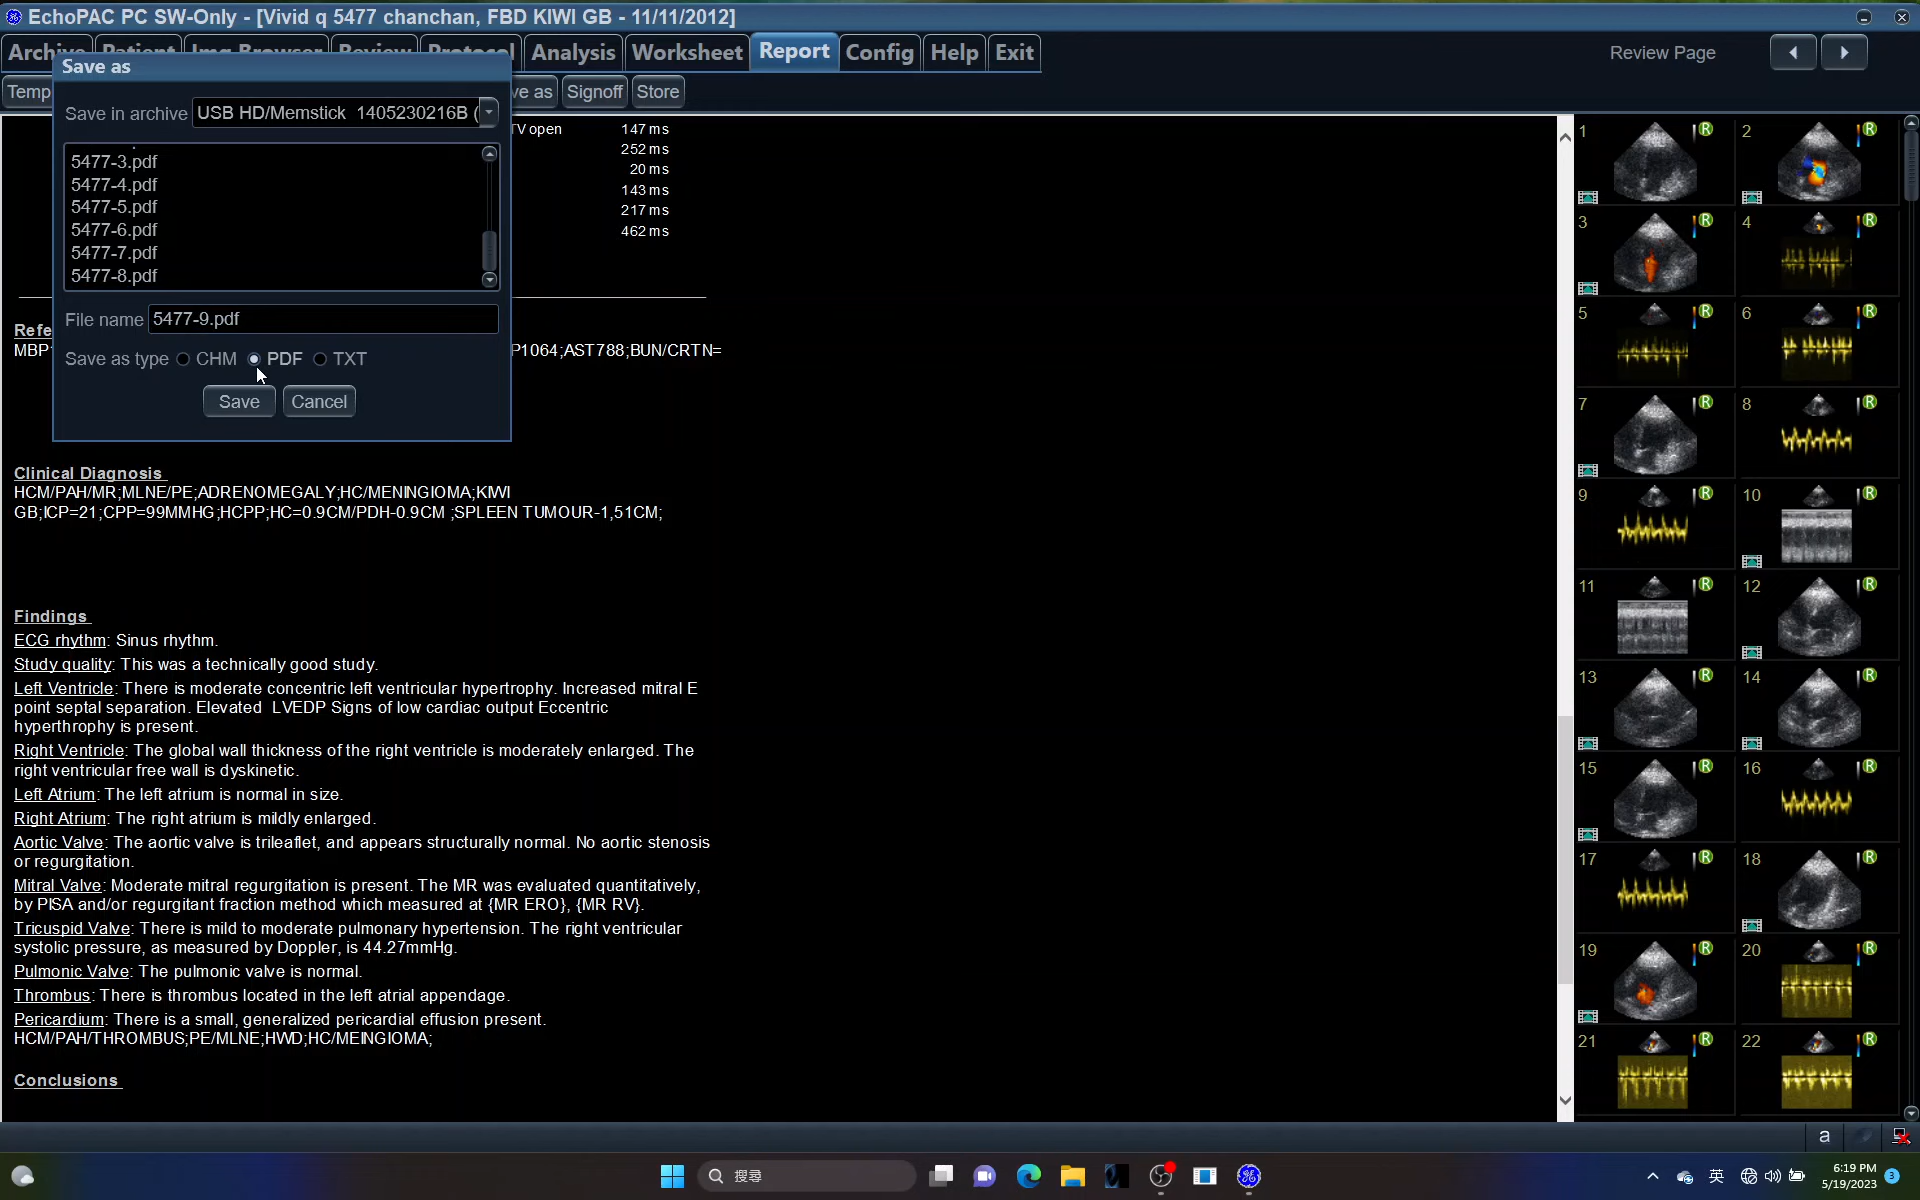 EchoPAC PC SW-Only - [Vivid q 5477 chanchan, FBD KIWI GB - 11/11/2012]
Archive Patient Img Browser Review Protocol Analysis Worksheet Report Config Help Exit
Review Page
Temp ve as Signoff Store
Save as
Save in archive USB HD/Memstick 1405230216B (
5477-3.pdf
5477-4.pdf
5477-5.pdf
5477-6.pdf
5477-7.pdf
5477-8.pdf
File name 5477-9.pdf
Save as type CHM PDF TXT
Save Cancel
TV open 147 ms
252 ms
20 ms
143 ms
217 ms
462 ms
Refe
MBP P1064;AST788;BUN/CRTN=
Clinical Diagnosis
HCM/PAH/MR;MLNE/PE;ADRENOMEGALY;HC/MENINGIOMA;KIWI
GB;ICP=21;CPP=99MMHG;HCPP;HC=0.9CM/PDH-0.9CM ;SPLEEN TUMOUR-1,51CM;
Findings
ECG rhythm: Sinus rhythm.
Study quality: This was a technically good study.
Left Ventricle: There is moderate concentric left ventricular hypertrophy. Increased mitral E
point septal separation. Elevated LVEDP Signs of low cardiac output Eccentric
hyperthrophy is present.
Right Ventricle: The global wall thickness of the right ventricle is moderately enlarged. The
right ventricular free wall is dyskinetic.
Left Atrium: The left atrium is normal in size.
Right Atrium: The right atrium is mildly enlarged.
Aortic Valve: The aortic valve is trileaflet, and appears structurally normal. No aortic stenosis
or regurgitation.
Mitral Valve: Moderate mitral regurgitation is present. The MR was evaluated quantitatively,
by PISA and/or regurgitant fraction method which measured at {MR ERO}, {MR RV}.
Tricuspid Valve: There is mild to moderate pulmonary hypertension. The right ventricular
systolic pressure, as measured by Doppler, is 44.27mmHg.
Pulmonic Valve: The pulmonic valve is normal.
Thrombus: There is thrombus located in the left atrial appendage.
Pericardium: There is a small, generalized pericardial effusion present.
HCM/PAH/THROMBUS;PE/MLNE;HWD;HC/MEINGIOMA;
Conclusions
1 R 2 R
3 R 4 R
5 R 6 R
7 R 8 R
9 R 10 R
11 R 12 R
13 R 14 R
15 R 16 R
17 R 18 R
19 R 20 R
21 R 22 R
a
搜尋
英
6:19 PM
5/19/2023
3